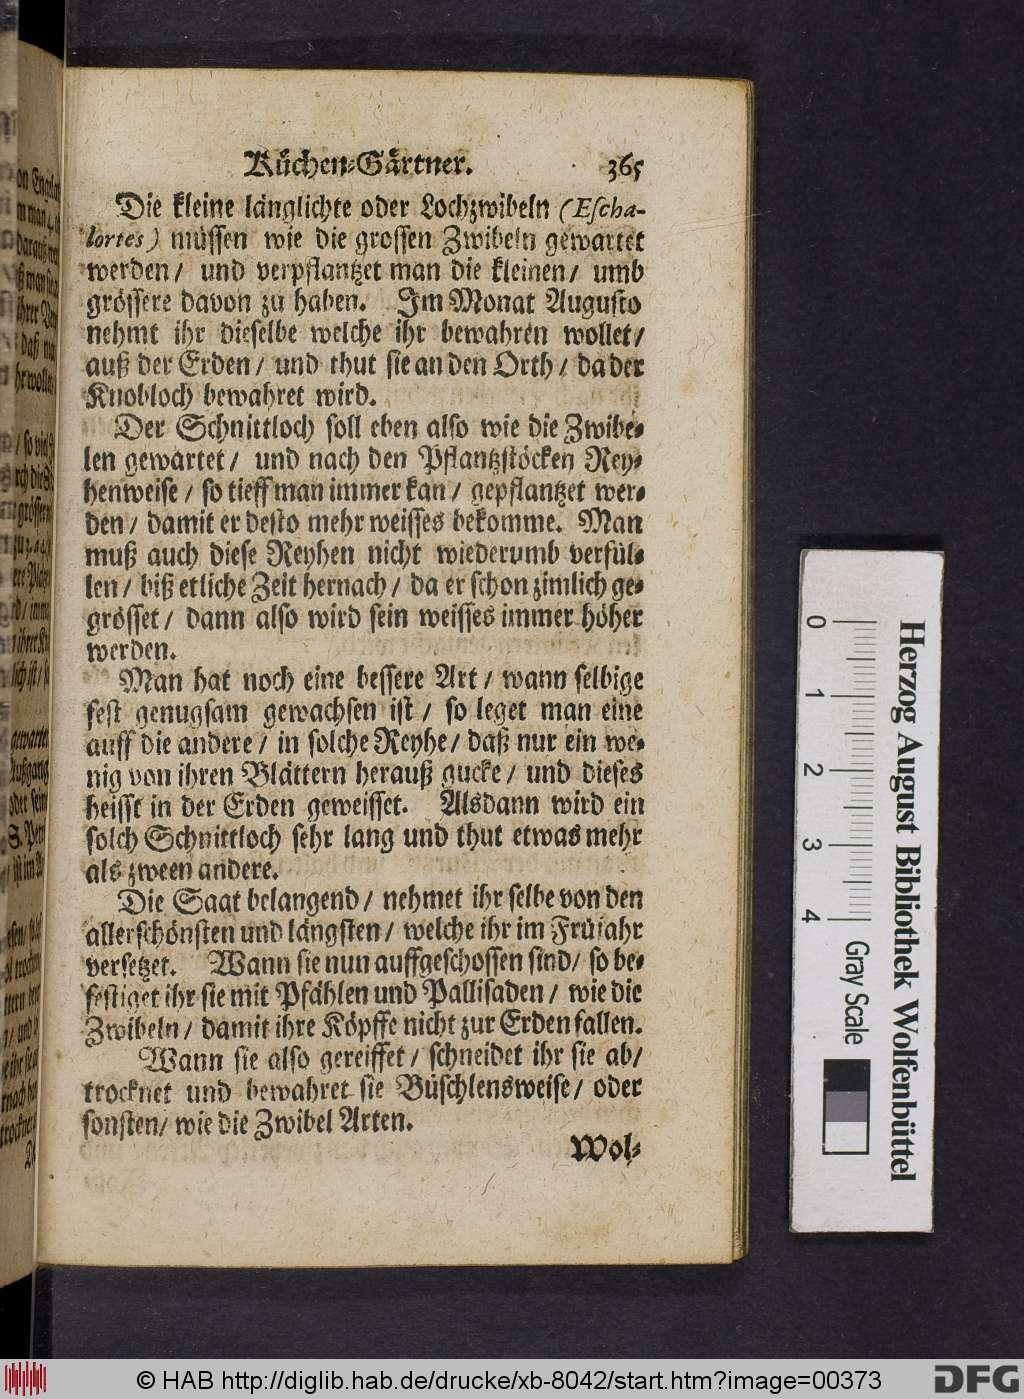 Küchen-Gärtner. 365
Die kleine länglichte oder Lochzwibeln (Escha-
lortes) müssen wie die grossen Zwibeln gewartet
werden / und verpflantzet man die kleinen / umb
grössere davon zu haben. Im Monat Augusto
nehmt ihr dieselbe welche ihr bewahren wollet /
auß der Erden / und thut sie an den Orth / da der
Knobloch bewahret wird.
Der Schnittloch soll eben also wie die Zwibe-
len gewartet / und nach den Pflantzstöcken Rey-
henweise / so tieff man immer kan / gepflantzet wer-
den / damit er desto mehr weisses bekomme. Man
muß auch diese Reyhen nicht wiederumb verfül-
len / biß etliche Zeit hernach / da er schon zimlich ge-
grösset / dann also wird sein weisses immer höher
werden.
Man hat noch eine bessere Art / wann selbige
fest genugsam gewachsen ist / so leget man eine
auff die andere / in solche Reyhe / daß nur ein we-
nig von ihren Blättern herauß gucke / und dieses
heisst in der Erden geweisset. Alsdann wird ein
solch Schnittloch sehr lang und thut etwas mehr
als zween andere.
Die Saat belangend / nehmet ihr selbe von den
allerschönsten und längsten / welche ihr im Früjahr
versetzet. Wann sie nun auffgeschossen sind / so be-
festiget ihr sie mit Pfählen und Pallisaden / wie die
Zwibeln / damit ihre Köpffe nicht zur Erden fallen.
Wann sie also gereiffet / schneidet ihr sie ab /
trocknet und bewahret sie Büschlensweise / oder
sonsten / wie die Zwibel Arten.
Wol-
0 1 2 3 4 Gray Scale
Herzog August Bibliothek Wolfenbüttel
© HAB http://diglib.hab.de/drucke/xb-8042/start.htm?image=00373
DFG